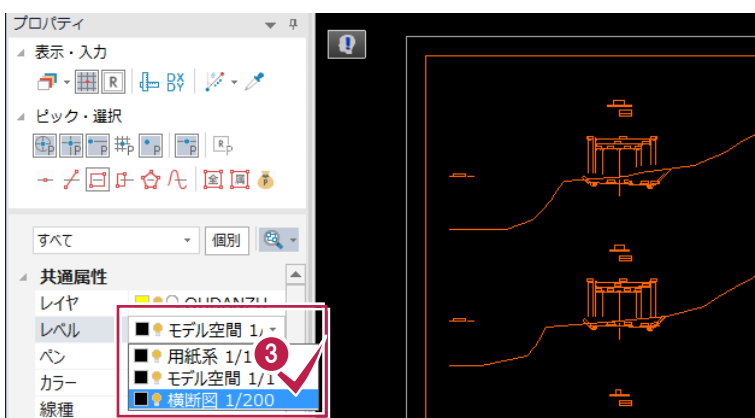 プロパティ
表示・入力
R
DX
DY
ピック・選択
P P P P P P R P
全 属 P
すべて
個別
共通属性
レイヤ
OUDANZU
レベル
モデル空間 1/
ペン
用紙系 1/1
3
カラー
モデル空間 1/1
線種
横断図 1/200